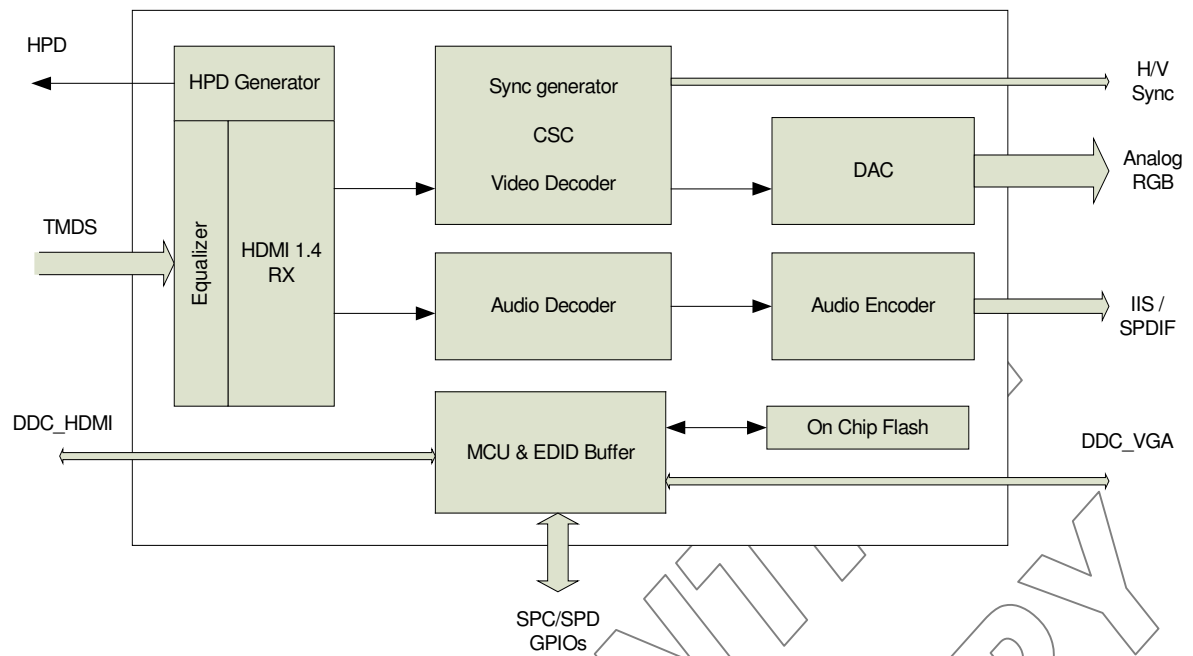 HPD
HPD Generator
Sync generator
CSC
Video Decoder
H/V
Sync
DAC
Analog
RGB
TMDS
Equalizer
HDMI 1.4
RX
Audio Decoder
Audio Encoder
IIS /
SPDIF
DDC_HDMI
MCU & EDID Buffer
On Chip Flash
DDC_VGA
SPC/SPD
GPIOs